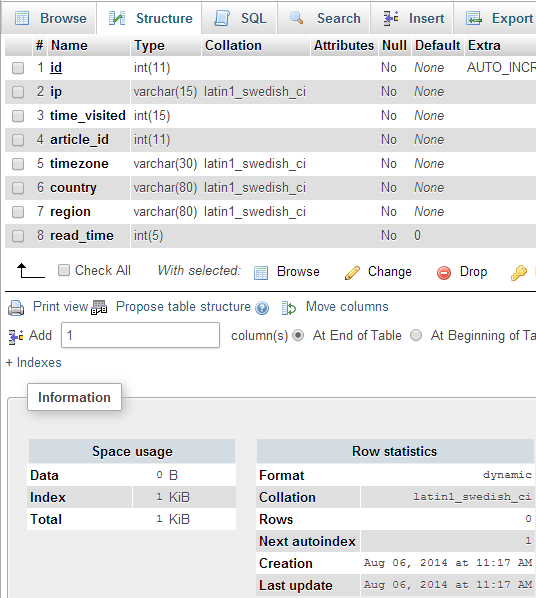 Browse Structure SQL Search Insert Export
# Name Type Collation Attributes Null Default Extra
1 id int(11) No None AUTO_INCR
2 ip varchar(15) latin1_swedish_ci No None
3 time_visited int(15) No None
4 article_id int(11) No None
5 timezone varchar(30) latin1_swedish_ci No None
6 country varchar(80) latin1_swedish_ci No None
7 region varchar(80) latin1_swedish_ci No None
8 read_time int(5) No 0
Check All With selected: Browse Change Drop
Print view Propose table structure Move columns
Add 1 column(s) At End of Table At Beginning of Ta
+ Indexes
Information
Space usage
Data 0 B
Index 1 KiB
Total 1 KiB
Row statistics
Format dynamic
Collation latin1_swedish_ci
Rows 0
Next autoindex 1
Creation Aug 06, 2014 at 11:17 AM
Last update Aug 06, 2014 at 11:17 AM